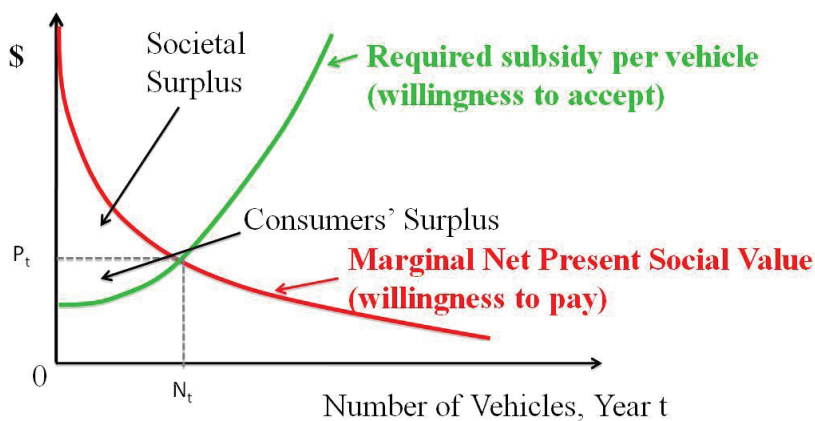 $
Societal
Surplus
Required subsidy per vehicle
(willingness to accept)
Consumers’ Surplus
Pt
Marginal Net Present Social Value
(willingness to pay)
0
Nt
Number of Vehicles, Year t